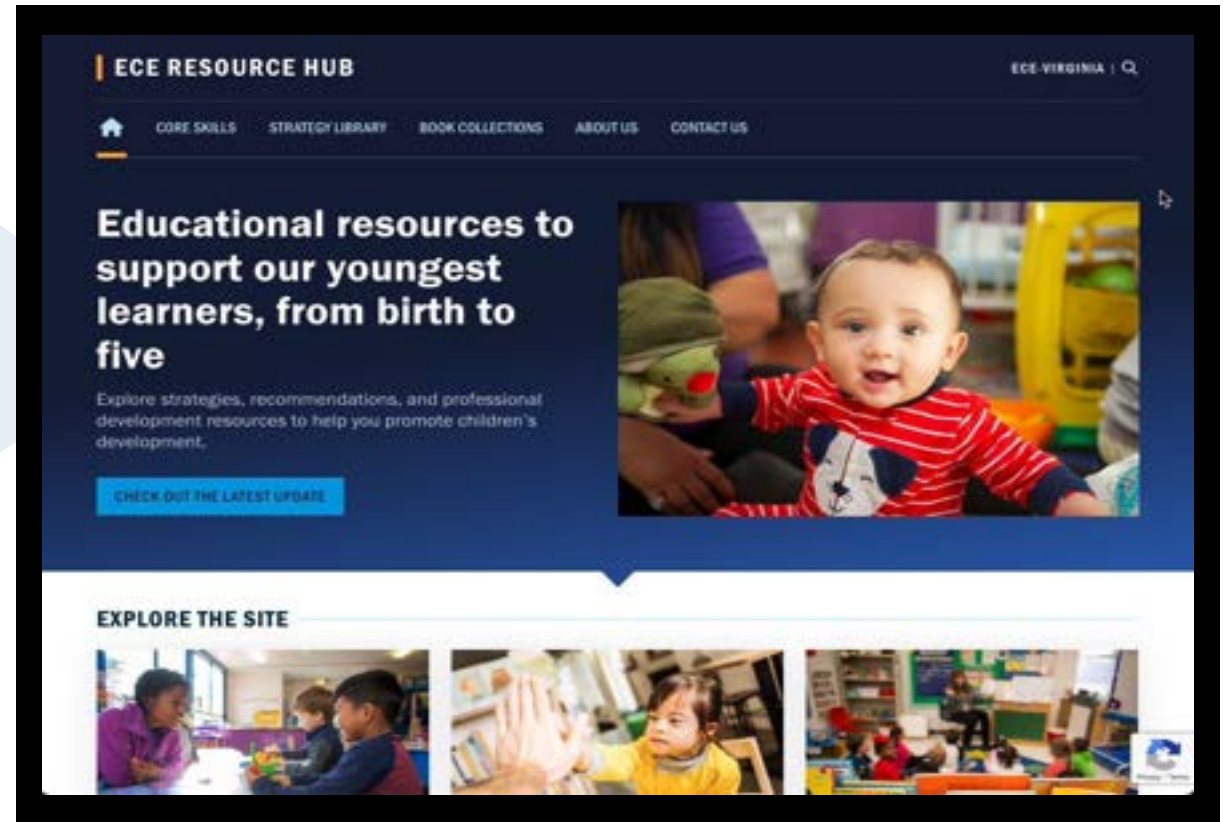 ECE RESOURCE HUB
ECE-VIRGINIA |
CORE SKILLS STRATEGY LIBRARY BOOK COLLECTIONS ABOUT US CONTACT US
Educational resources to
support our youngest
learners, from birth to
five
Explore strategies, recommendations, and professional
development resources to help you promote children's
development.
CHECK OUT THE LATEST UPDATE
EXPLORE THE SITE
Privacy - Terms